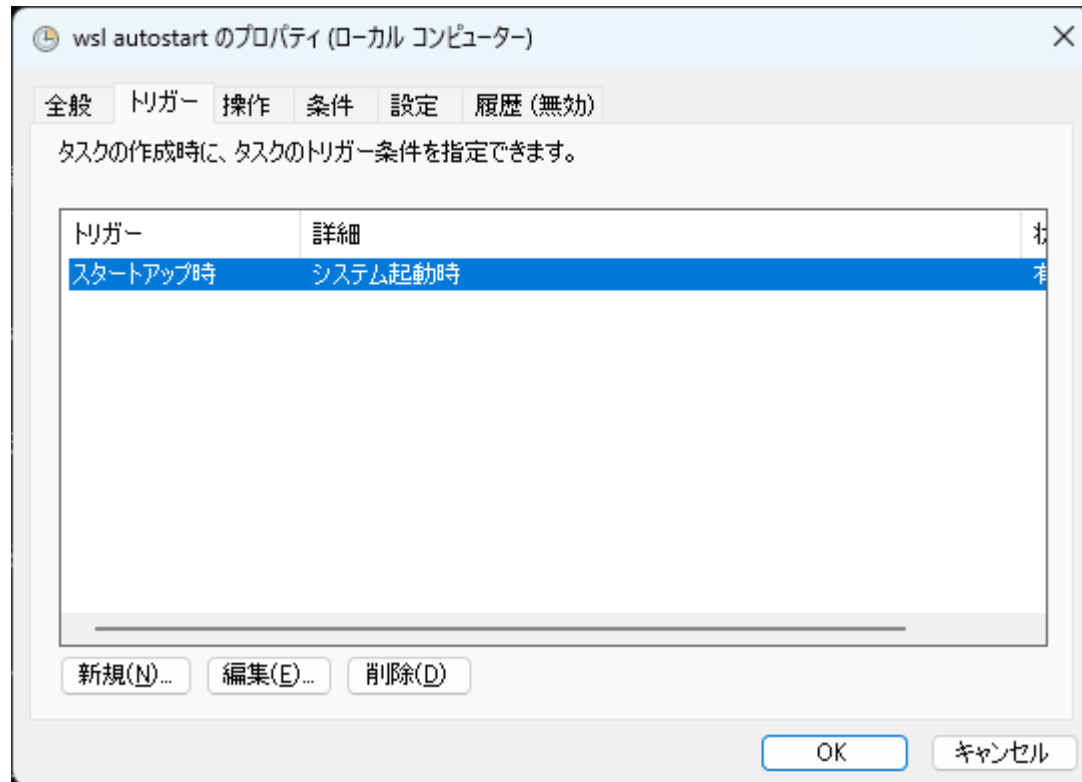 wsl autostart のプロパティ (ローカル コンピューター)
全般 トリガー 操作 条件 設定 履歴 (無効)
タスクの作成時に、タスクのトリガー条件を指定できます。
トリガー 詳細
スタートアップ時 システム起動時
新規(N)... 編集(E)... 削除(D)
OK キャンセル